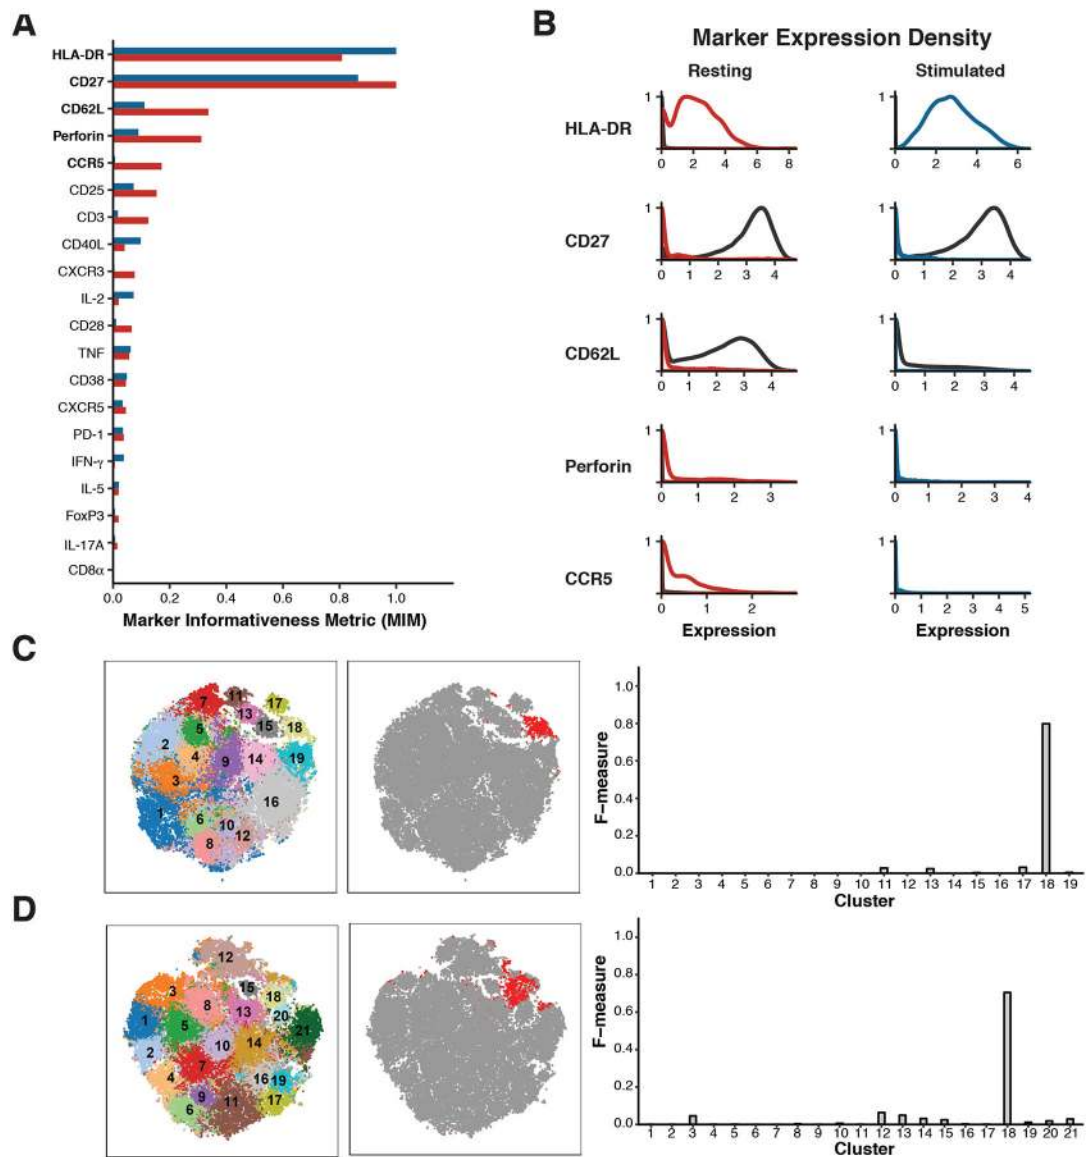 A
HLA-DR
CD27
CD62L
Perforin
CCR5
CD25
CD3
CD40L
CXCR3
IL-2
CD28
TNF
CD38
CXCR5
PD-1
IFN-γ
IL-5
FoxP3
IL-17A
CD8α
0.0 0.2 0.4 0.6 0.8 1.0
Marker Informativeness Metric (MIM)
B
Marker Expression Density
Resting Stimulated
HLA-DR
1
0 2 4 6 8
1
0 2 4 6
CD27
1
0 1 2 3 4
1
0 1 2 3 4
CD62L
1
0 1 2 3 4
1
0 1 2 3 4
Perforin
1
0 1 2 3
1
0 1 2 3 4
CCR5
1
0 1 2
1
0 1 2 3 4 5
Expression Expression
C
7 11 17
13
5 15 18
2
4 9 14 19
3
16
1 6 10
12
8
F-measure
1.0
0.8
0.6
0.4
0.2
0.0
1 2 3 4 5 6 7 8 9 10 11 12 13 14 15 16 17 18 19
Cluster
D
12
3 15 18
8 13
1 5 20 21
10 14
2 7
4 16 19
9 11 17
6
F-measure
1.0
0.8
0.6
0.4
0.2
0.0
1 2 3 4 5 6 7 8 9 10 11 12 13 14 15 16 17 18 19 20 21
Cluster